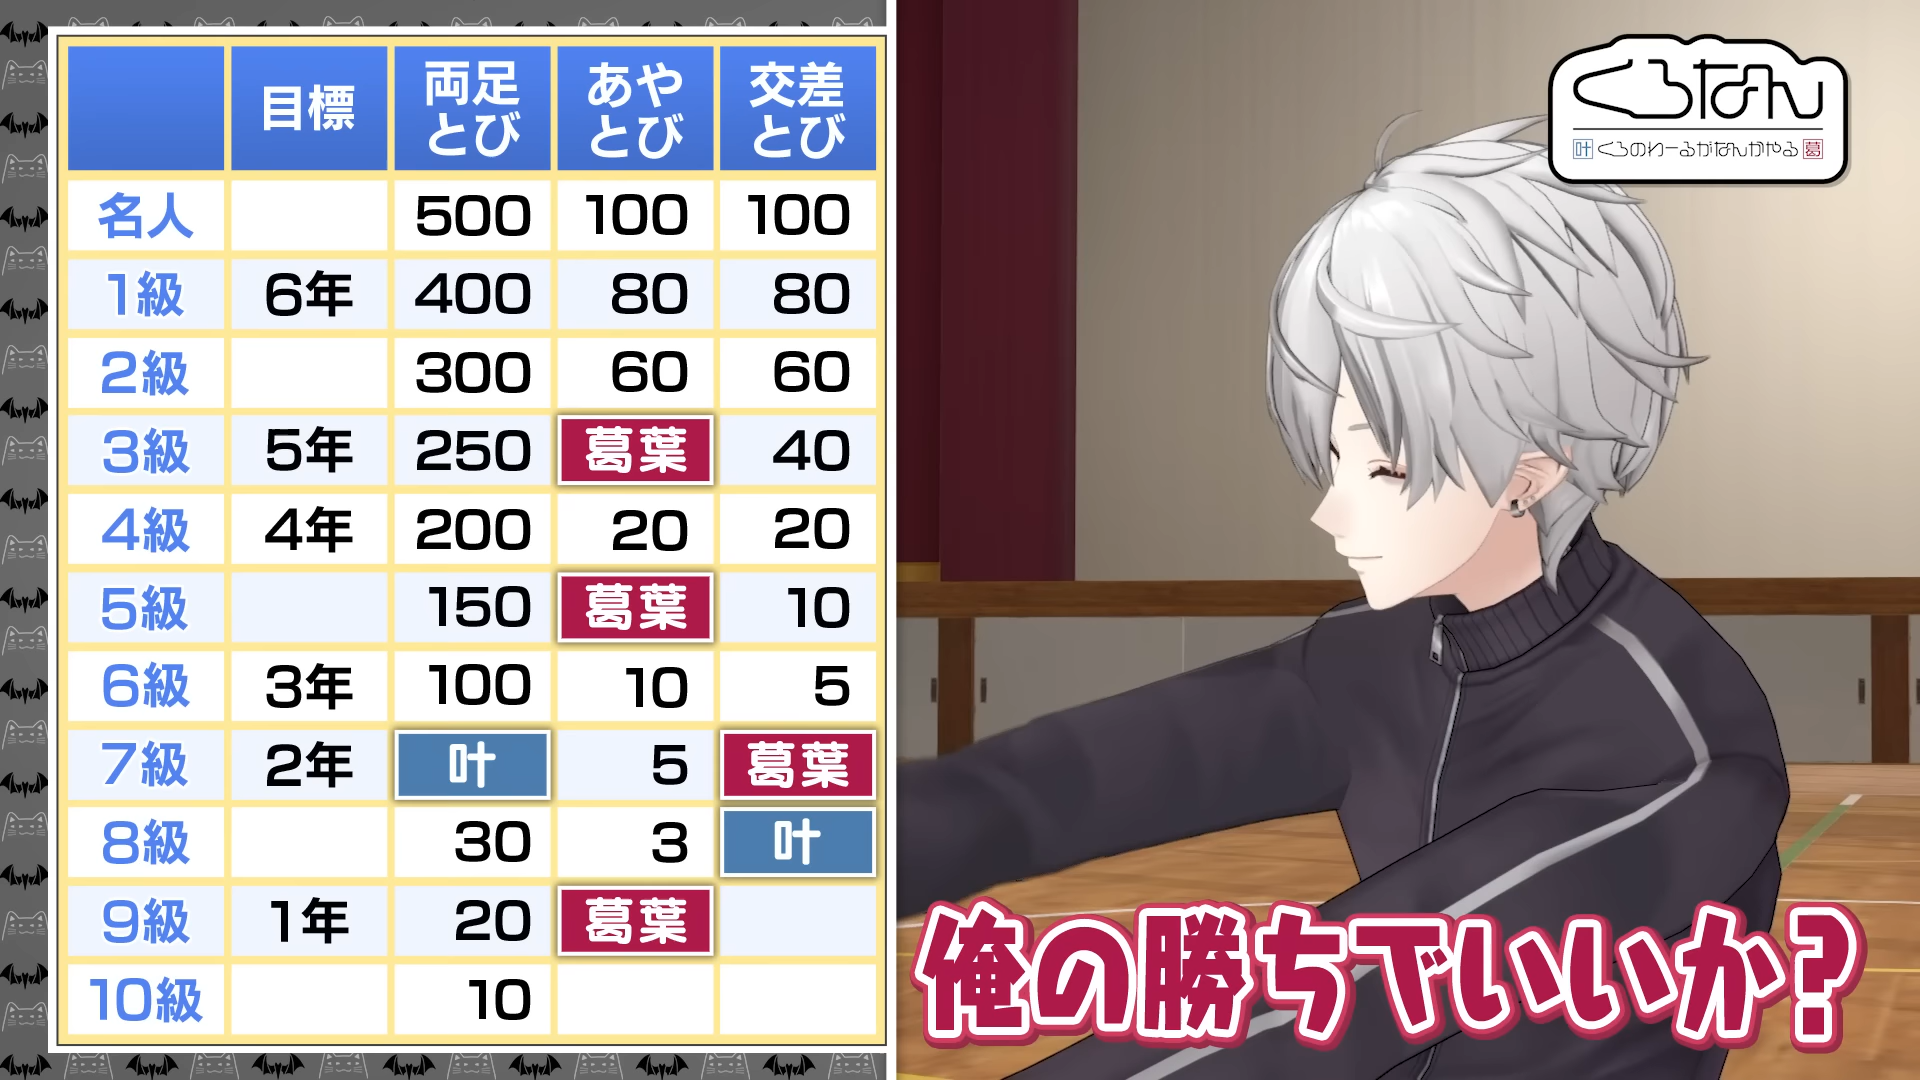 目標 両足とび あやとび 交差とび
名人 500 100 100
1級 6年 400 80 80
2級 300 60 60
3級 5年 250 葛葉 40
4級 4年 200 20 20
5級 150 葛葉 10
6級 3年 100 10 5
7級 2年 叶 5 葛葉
8級 30 3 叶
9級 1年 20 葛葉
10級 10
くろなん
叶 くろのわーるがなんかやる 葛
俺の勝ちでいいか?